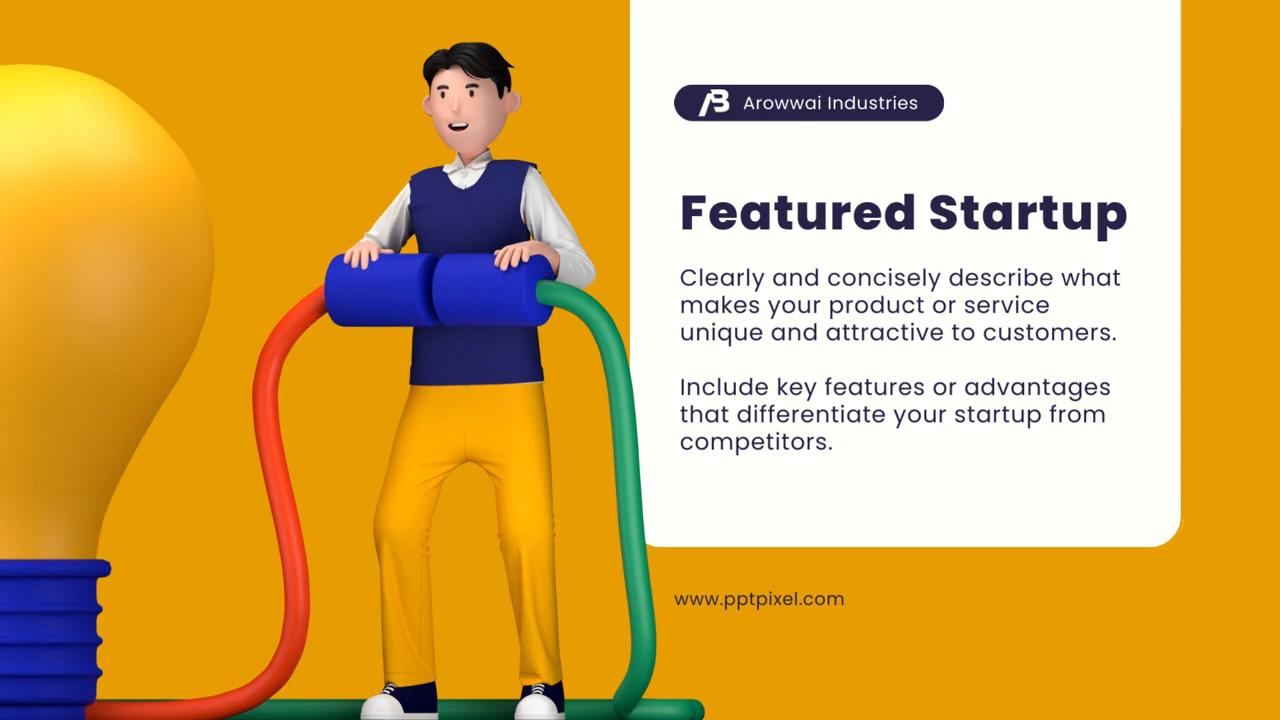 Arowwai Industries
Featured Startup
Clearly and concisely describe what
makes your product or service
unique and attractive to customers.
Include key features or advantages
that differentiate your startup from
competitors.
www.pptpixel.com